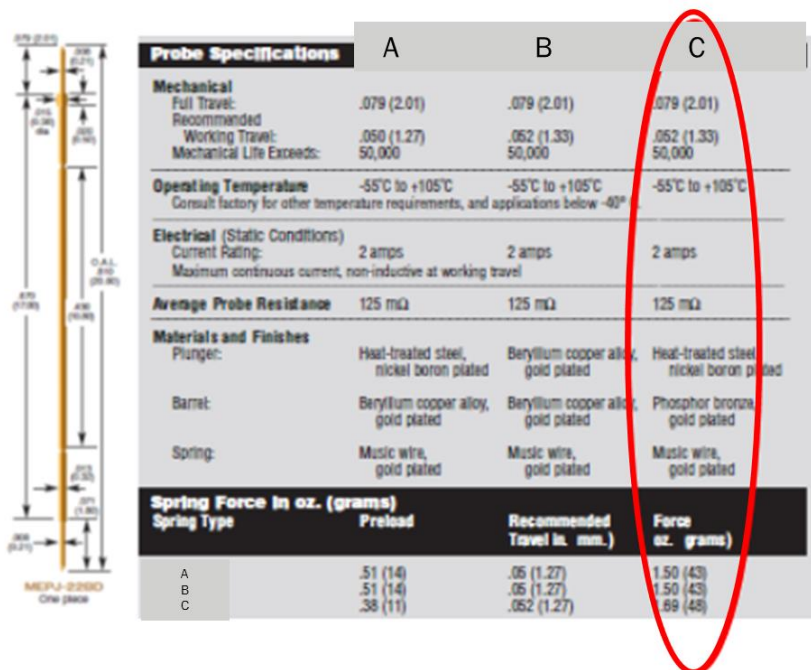 A B C
Probe Specifications
Mechanical
Full Travel: .079 (2.01) .079 (2.01) .079 (2.01)
Recommended
Working Travel: .050 (1.27) .052 (1.33) .052 (1.33)
Mechanical Life Exceeds: 50,000 50,000 50,000
Operating Temperature -55°C to +105°C -55°C to +105°C -55°C to +105°C
Consult factory for other temperature requirements, and applications below -40°
Electrical (Static Conditions)
Current Rating: 2 amps 2 amps 2 amps
Maximum continuous current, non-inductive at working travel
Average Probe Resistance 125 mΩ 125 mΩ 125 mΩ
Materials and Finishes
Plunger: Heat-treated steel, Beryllium copper alloy, Heat-treated steel,
nickel boron plated gold plated nickel boron plated
Barrel: Beryllium copper alloy, Beryllium copper alloy, Phosphor bronze,
gold plated gold plated gold plated
Spring: Music wire, Music wire, Music wire,
gold plated gold plated gold plated
Spring Force in oz. (grams)
Spring Type Preload Recommended Force
Travel in. mm.) oz. grams)
A .51 (14) .05 (1.27) 1.50 (43)
B .51 (14) .05 (1.27) 1.50 (43)
C .38 (11) .052 (1.27) 1.69 (48)
.079 (2.01)
O.A.L.
One piece